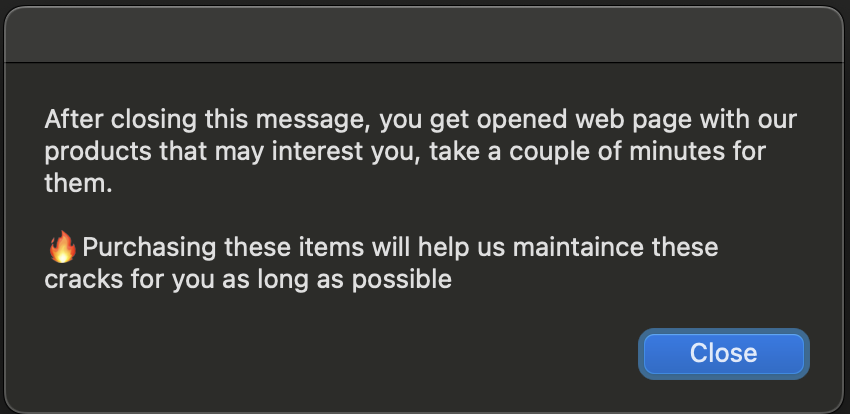 After closing this message, you get opened web page with our
products that may interest you, take a couple of minutes for
them.
🔥Purchasing these items will help us maintaince these
cracks for you as long as possible
Close